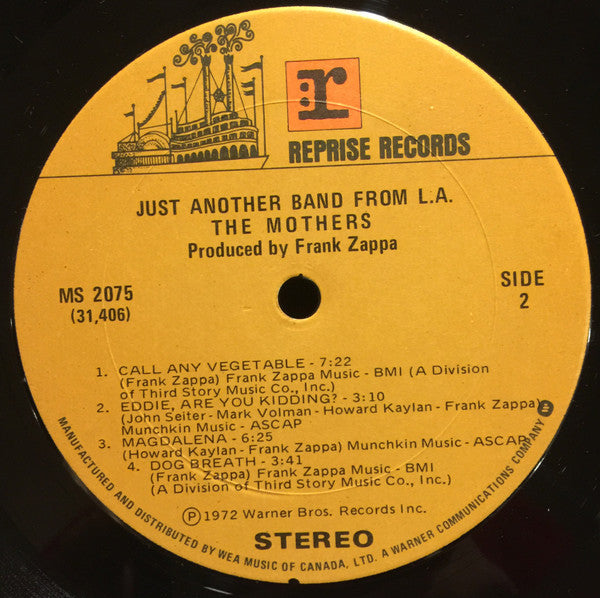 r
REPRISE RECORDS
JUST ANOTHER BAND FROM L.A.
THE MOTHERS
Produced by Frank Zappa
MS 2075
(31,406)
SIDE
2
1. CALL ANY VEGETABLE - 7:22
(Frank Zappa) Frank Zappa Music - BMI (A Division
of Third Story Music Co., Inc.)
2. EDDIE, ARE YOU KIDDING? - 3:10
(John Seiter - Mark Volman - Howard Kaylan - Frank Zappa)
Munchkin Music - ASCAP
3. MAGDALENA - 6:25
(Howard Kaylan - Frank Zappa) Munchkin Music - ASCAP
4. DOG BREATH - 3:41
(Frank Zappa) Frank Zappa Music - BMI
(A Division of Third Story Music Co., Inc.)
Ⓟ1972 Warner Bros. Records Inc.
STEREO
MANUFACTURED AND DISTRIBUTED BY WEA MUSIC OF CANADA, LTD. A WARNER COMMUNICATIONS COMPANY